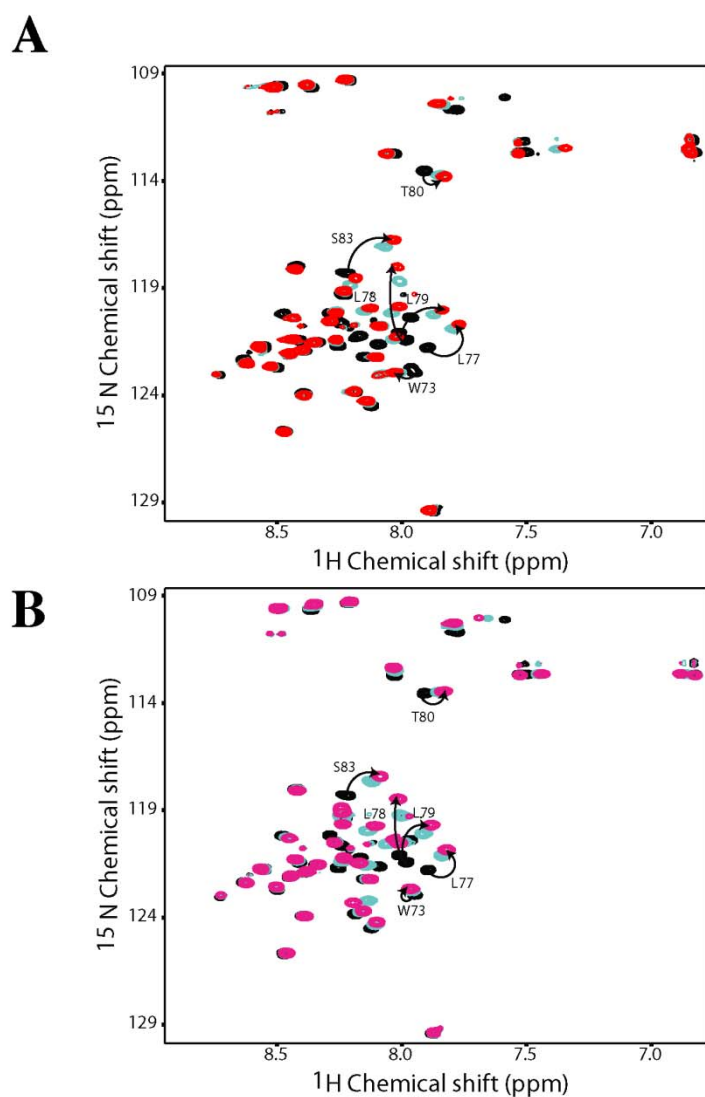 A
109
114
119
124
129
15 N Chemical shift (ppm)
T80
S83
L78
L79
L77
W73
8.5
8.0
7.5
7.0
1H Chemical shift (ppm)
B
109
114
119
124
129
15 N Chemical shift (ppm)
T80
S83
L78
L79
L77
W73
8.5
8.0
7.5
7.0
1H Chemical shift (ppm)